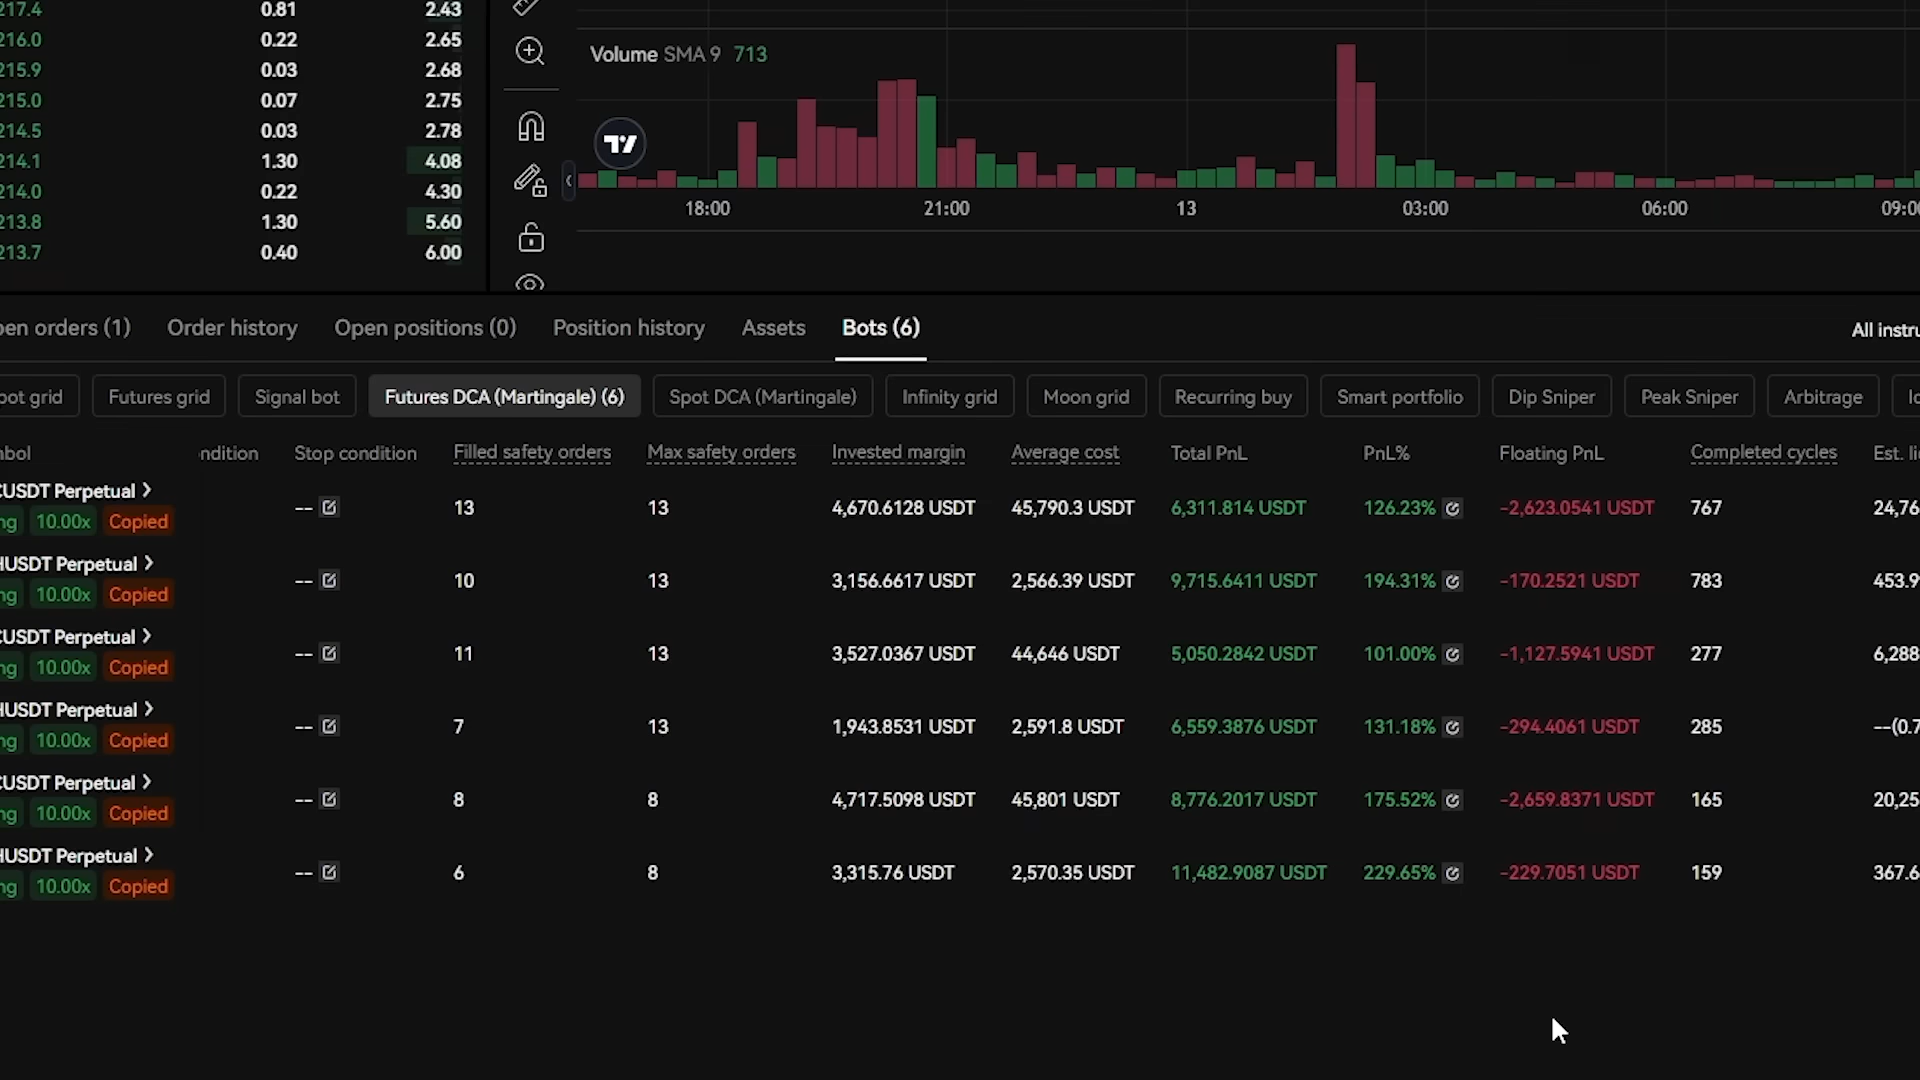 217.4 0.81 2.43
216.0 0.22 2.65
215.9 0.03 2.68
215.0 0.07 2.75
214.5 0.03 2.78
214.1 1.30 4.08
214.0 0.22 4.30
213.8 1.30 5.60
213.7 0.40 6.00
Volume SMA 9 713
18:00 21:00 13 03:00 06:00 09:00
pen orders (1) Order history Open positions (0) Position history Assets Bots (6) All instru
pot grid Futures grid Signal bot Futures DCA (Martingale) (6) Spot DCA (Martingale) Infinity grid Moon grid Recurring buy Smart portfolio Dip Sniper Peak Sniper Arbitrage
mbol ndition Stop condition Filled safety orders Max safety orders Invested margin Average cost Total PnL PnL% Floating PnL Completed cycles Est. li
CUSDT Perpetual
ng 10.00x Copied -- 13 13 4,670.6128 USDT 45,790.3 USDT 6,311.814 USDT 126.23% -2,623.0541 USDT 767 24,76
HUSDT Perpetual
ng 10.00x Copied -- 10 13 3,156.6617 USDT 2,566.39 USDT 9,715.6411 USDT 194.31% -170.2521 USDT 783 453.9
CUSDT Perpetual
ng 10.00x Copied -- 11 13 3,527.0367 USDT 44,646 USDT 5,050.2842 USDT 101.00% -1,127.5941 USDT 277 6,288
HUSDT Perpetual
ng 10.00x Copied -- 7 13 1,943.8531 USDT 2,591.8 USDT 6,559.3876 USDT 131.18% -294.4061 USDT 285 --(0.7
CUSDT Perpetual
ng 10.00x Copied -- 8 8 4,717.5098 USDT 45,801 USDT 8,776.2017 USDT 175.52% -2,659.8371 USDT 165 20,25
HUSDT Perpetual
ng 10.00x Copied -- 6 8 3,315.76 USDT 2,570.35 USDT 11,482.9087 USDT 229.65% -229.7051 USDT 159 367.6